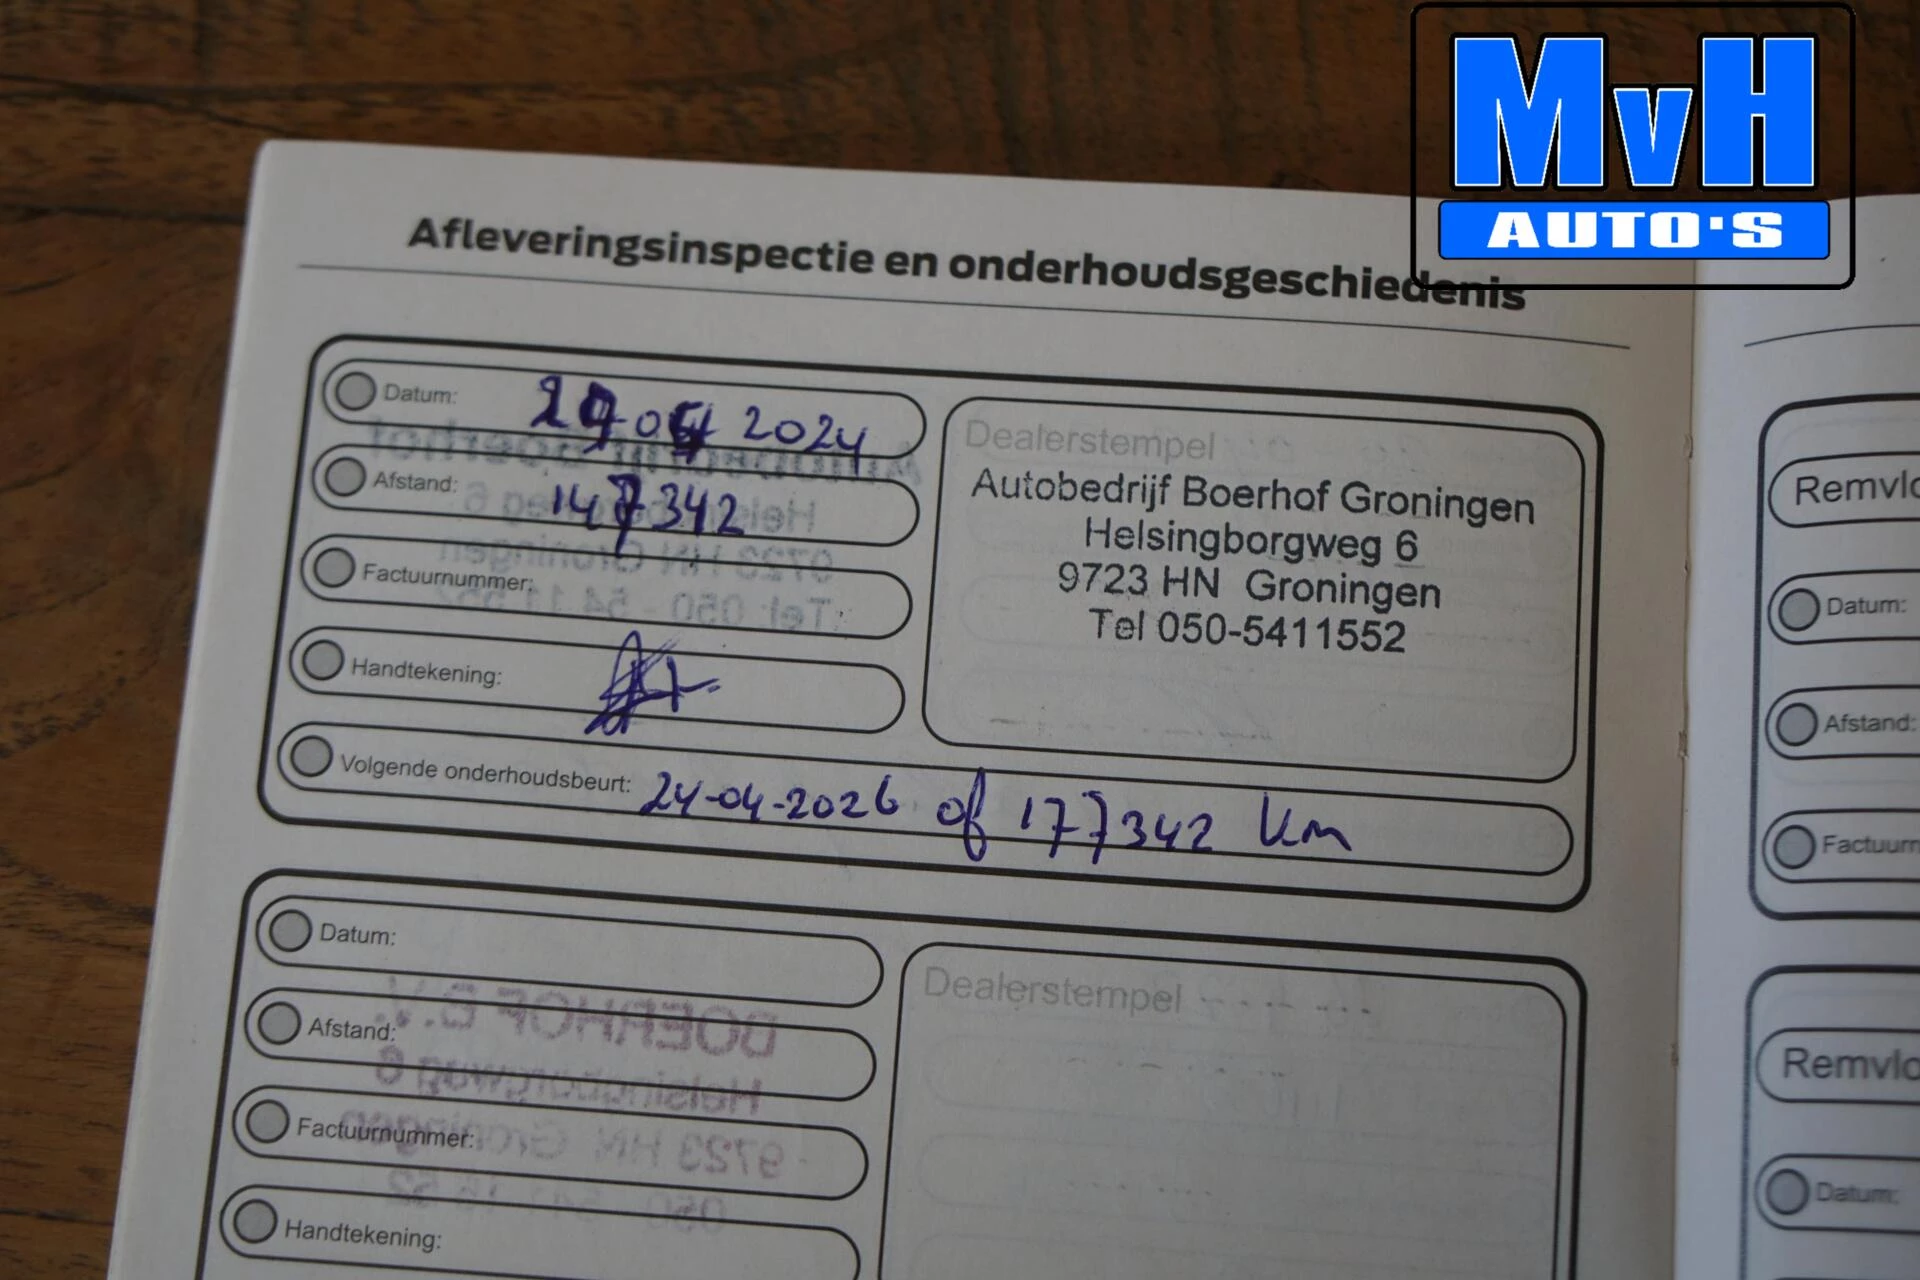 MvH
AUTO'S
Afleveringsinspectie en onderhoudsgeschiedenis
Datum: 2024
Afstand: 147342
Factuurnummer:
Handtekening:
Volgende onderhoudsbeurt: 24-04-2026 of 177342 km
Dealerstempel
Autobedrijf Boerhof Groningen
Helsingborgweg 6
9723 HN Groningen
Tel 050-5411552
Datum:
Afstand:
Factuurnummer:
Handtekening:
Dealerstempel
Remvlo
Datum:
Afstand:
Factuurn
Remvlo
Datum: